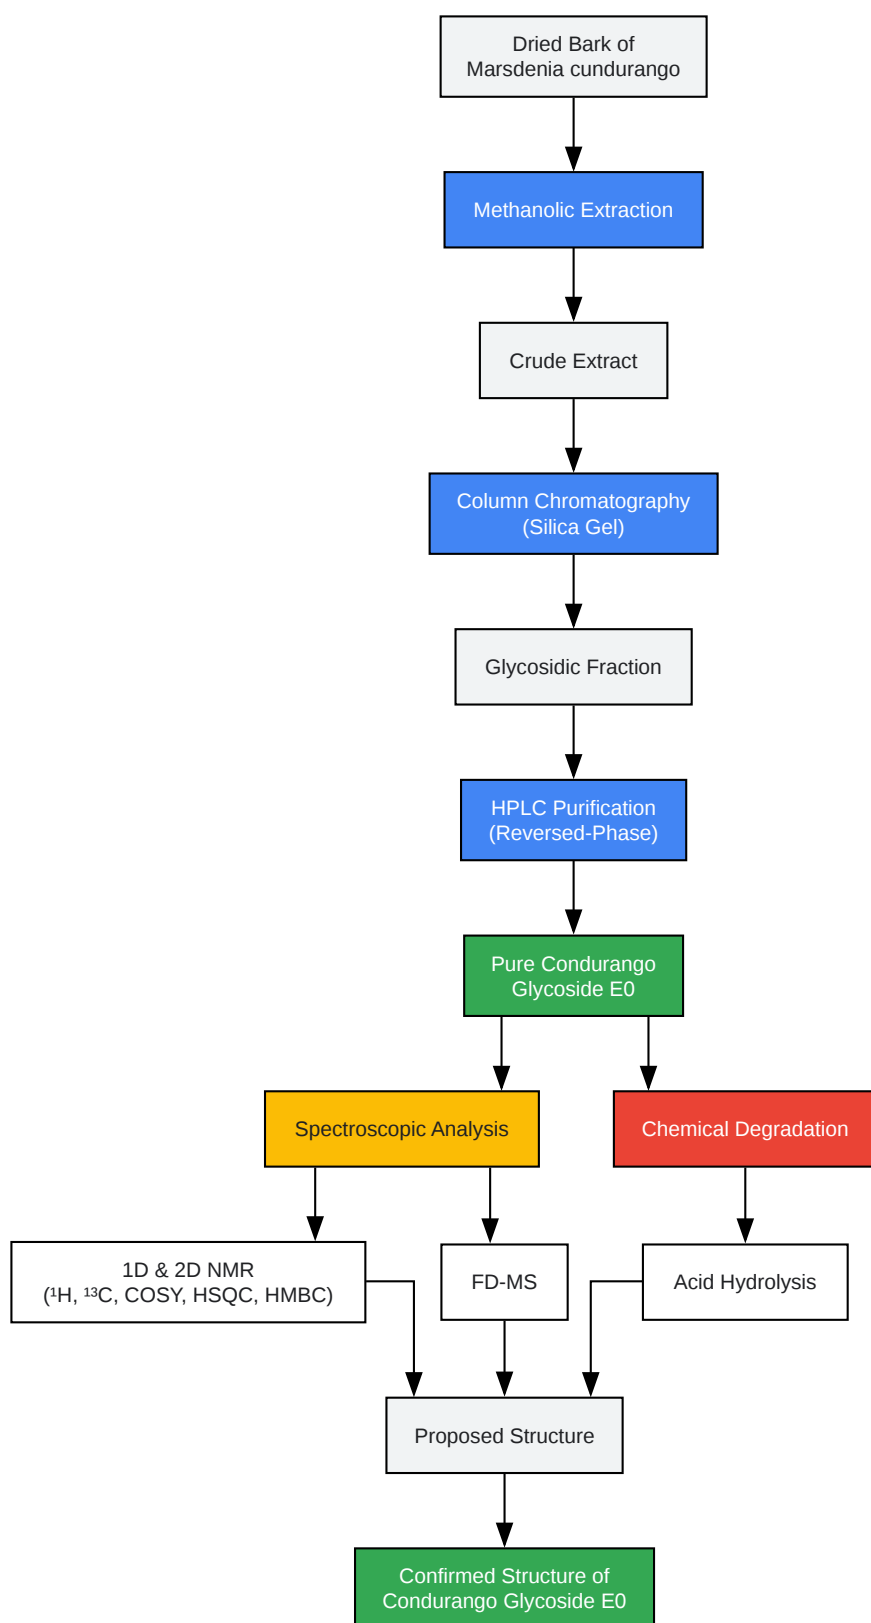 Dried Bark of
Marsdenia cundurango
Methanolic Extraction
Crude Extract
Column Chromatography
(Silica Gel)
Glycosidic Fraction
HPLC Purification
(Reversed-Phase)
Pure Condurango
Glycoside E0
Spectroscopic Analysis
Chemical Degradation
1D & 2D NMR
(¹H, ¹³C, COSY, HSQC, HMBC)
FD-MS
Acid Hydrolysis
Proposed Structure
Confirmed Structure of
Condurango Glycoside E0